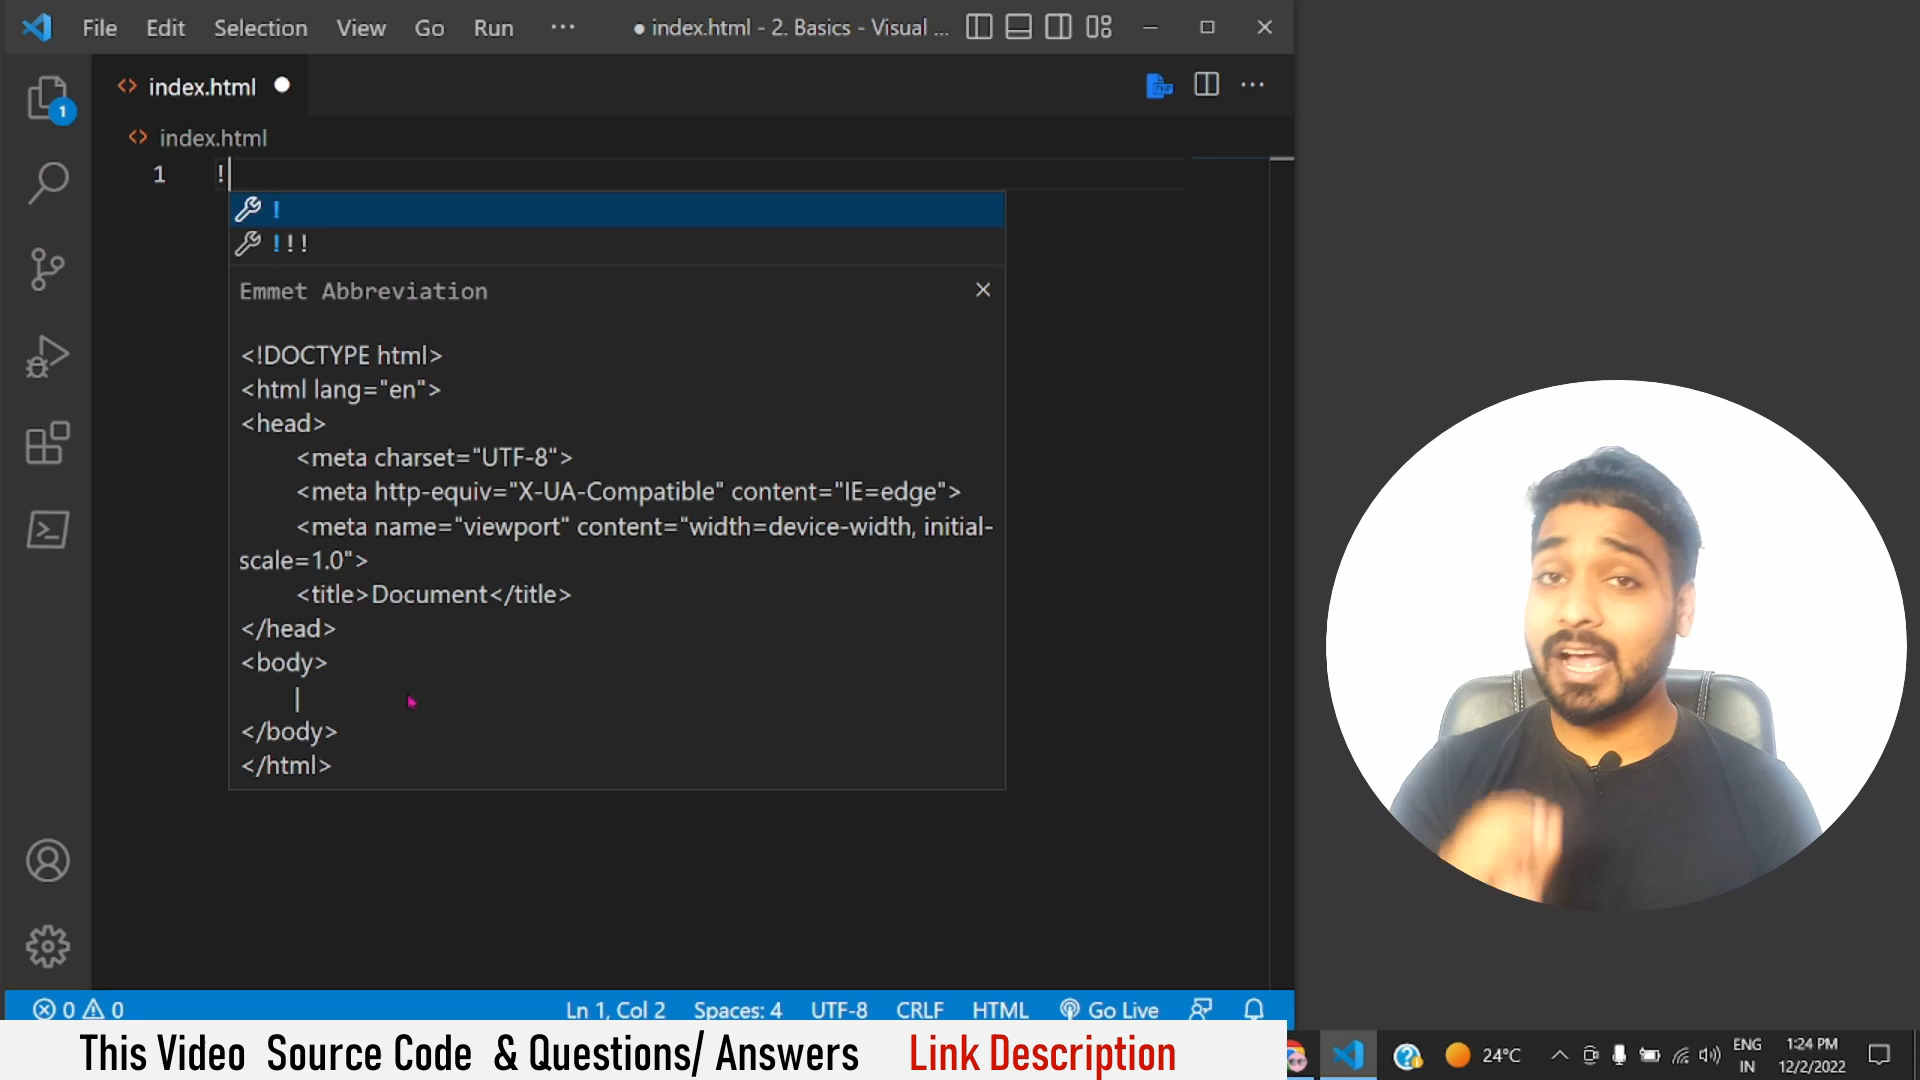 File Edit Selection View Go Run ··· ● index.html - 2. Basics - Visual ...
index.html
1
index.html
1 !
!
!!!
Emmet Abbreviation
<!DOCTYPE html>
<html lang="en">
<head>
<meta charset="UTF-8">
<meta http-equiv="X-UA-Compatible" content="IE=edge">
<meta name="viewport" content="width=device-width, initial-
scale=1.0">
<title>Document</title>
</head>
<body>
|
</body>
</html>
0 0 Ln 1, Col 2 Spaces: 4 UTF-8 CRLF HTML Go Live
This Video Source Code & Questions/ Answers Link Description
24°C ENG 1:24 PM
IN 12/2/2022